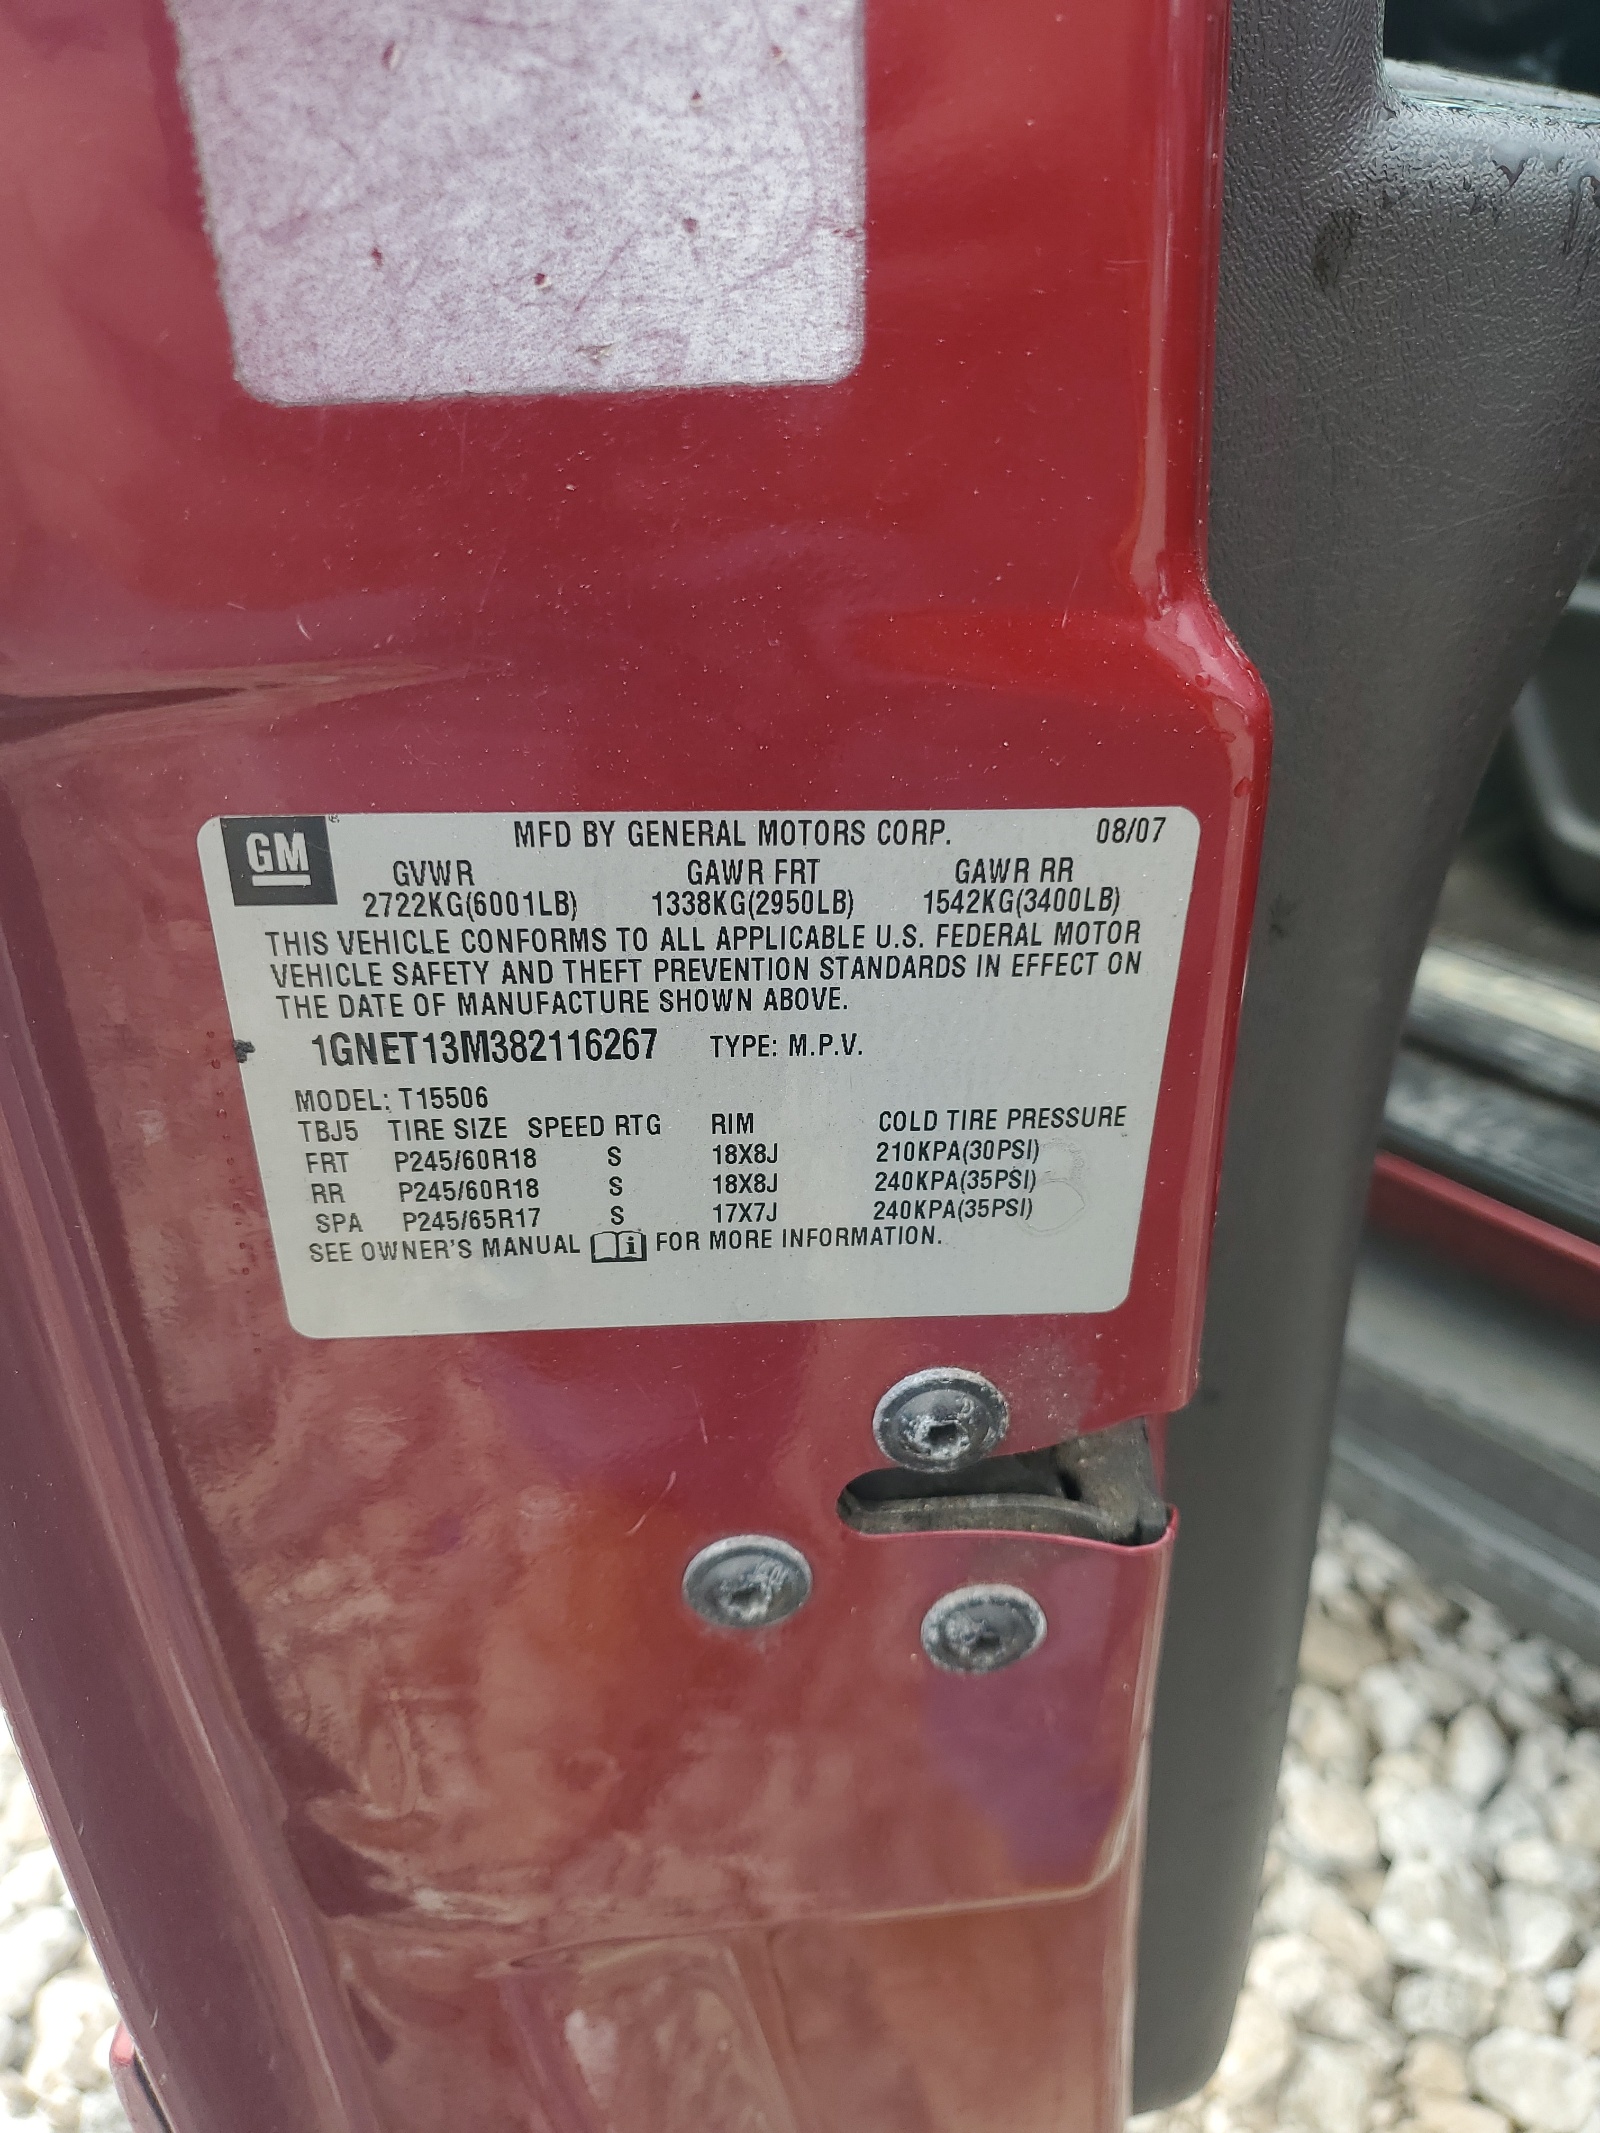 GM® MFD BY GENERAL MOTORS CORP. 08/07
GVWR GAWR FRT GAWR RR
2722KG(6001LB) 1338KG(2950LB) 1542KG(3400LB)
THIS VEHICLE CONFORMS TO ALL APPLICABLE U.S. FEDERAL MOTOR
VEHICLE SAFETY AND THEFT PREVENTION STANDARDS IN EFFECT ON
THE DATE OF MANUFACTURE SHOWN ABOVE.
1GNET13M382116267 TYPE: M.P.V.
MODEL: T15506
TBJ5 TIRE SIZE SPEED RTG RIM COLD TIRE PRESSURE
FRT P245/60R18 S 18X8J 210KPA(30PSI)
RR P245/60R18 S 18X8J 240KPA(35PSI)
SPA P245/65R17 S 17X7J 240KPA(35PSI)
SEE OWNER'S MANUAL i FOR MORE INFORMATION.